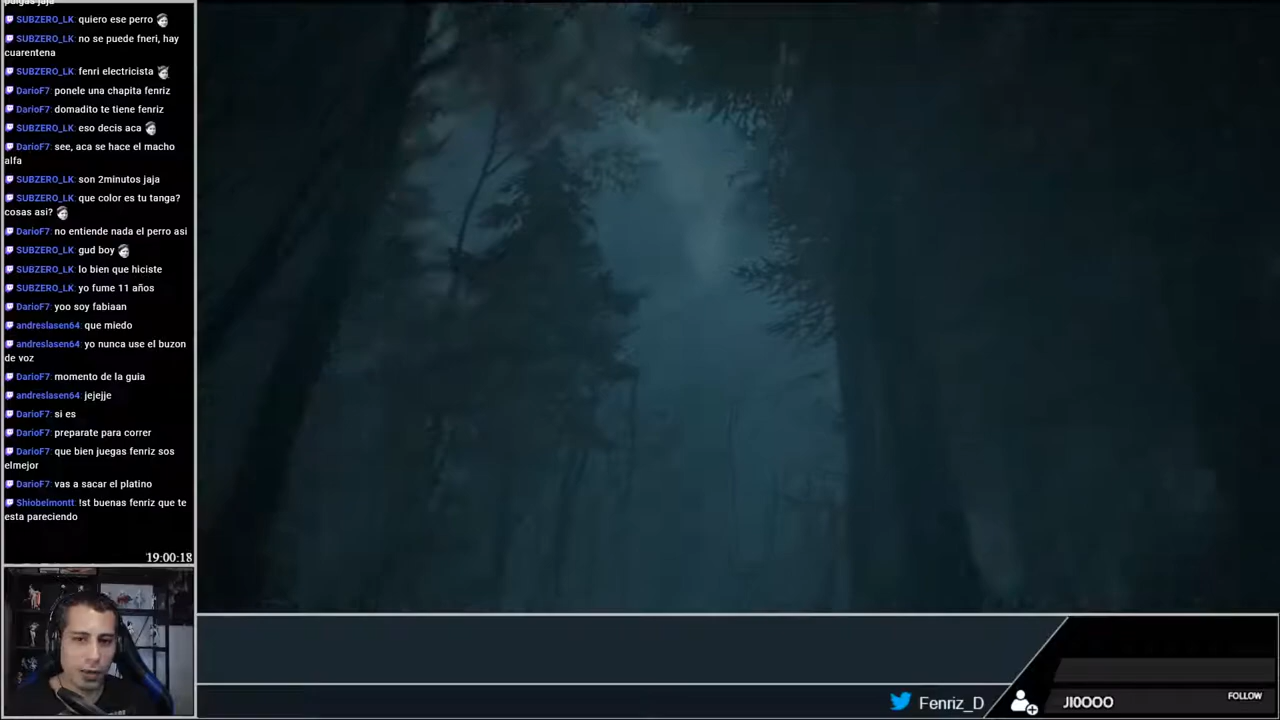 SUBZERO_LK: quiero ese perro
SUBZERO_LK: no se puede fneri, hay
cuarentena
SUBZERO_LK: fenri electricista
DarioF7: ponele una chapita fenriz
DarioF7: domadito te tiene fenriz
SUBZERO_LK: eso decis aca
DarioF7: see, aca se hace el macho
alfa
SUBZERO_LK: son 2minutos jaja
SUBZERO_LK: que color es tu tanga?
cosas asi?
DarioF7: no entiende nada el perro asi
SUBZERO_LK: gud boy
SUBZERO_LK: lo bien que hiciste
SUBZERO_LK: yo fume 11 años
DarioF7: yoo soy fabiaan
andreslasen64: que miedo
andreslasen64: yo nunca use el buzon
de voz
DarioF7: momento de la guia
andreslasen64: jejejje
DarioF7: si es
DarioF7: preparate para correr
DarioF7: que bien juegas fenriz sos
elmejor
DarioF7: vas a sacar el platino
Shiobelmontt: !st buenas fenriz que te
esta pareciendo
19:00:18
Fenriz_D
JI0OOO
FOLLOW